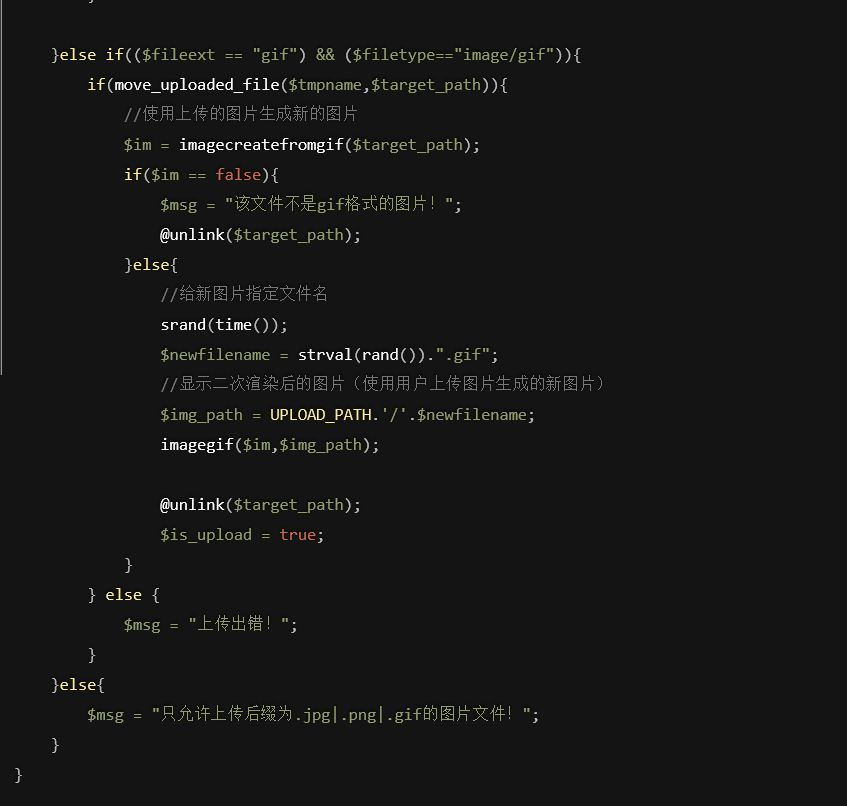 }
}else if(($fileext == "gif") && ($filetype=="image/gif")){
if(move_uploaded_file($tmpname,$target_path)){
//使用上传的图片生成新的图片
$im = imagecreatefromgif($target_path);
if($im == false){
$msg = "该文件不是gif格式的图片！";
@unlink($target_path);
}else{
//给新图片指定文件名
srand(time());
$newfilename = strval(rand()).".gif";
//显示二次渲染后的图片（使用用户上传图片生成的新图片）
$img_path = UPLOAD_PATH.'/'.$newfilename;
imagegif($im,$img_path);
@unlink($target_path);
$is_upload = true;
}
} else {
$msg = "上传出错！";
}
}else{
$msg = "只允许上传后缀为.jpg|.png|.gif的图片文件！";
}
}